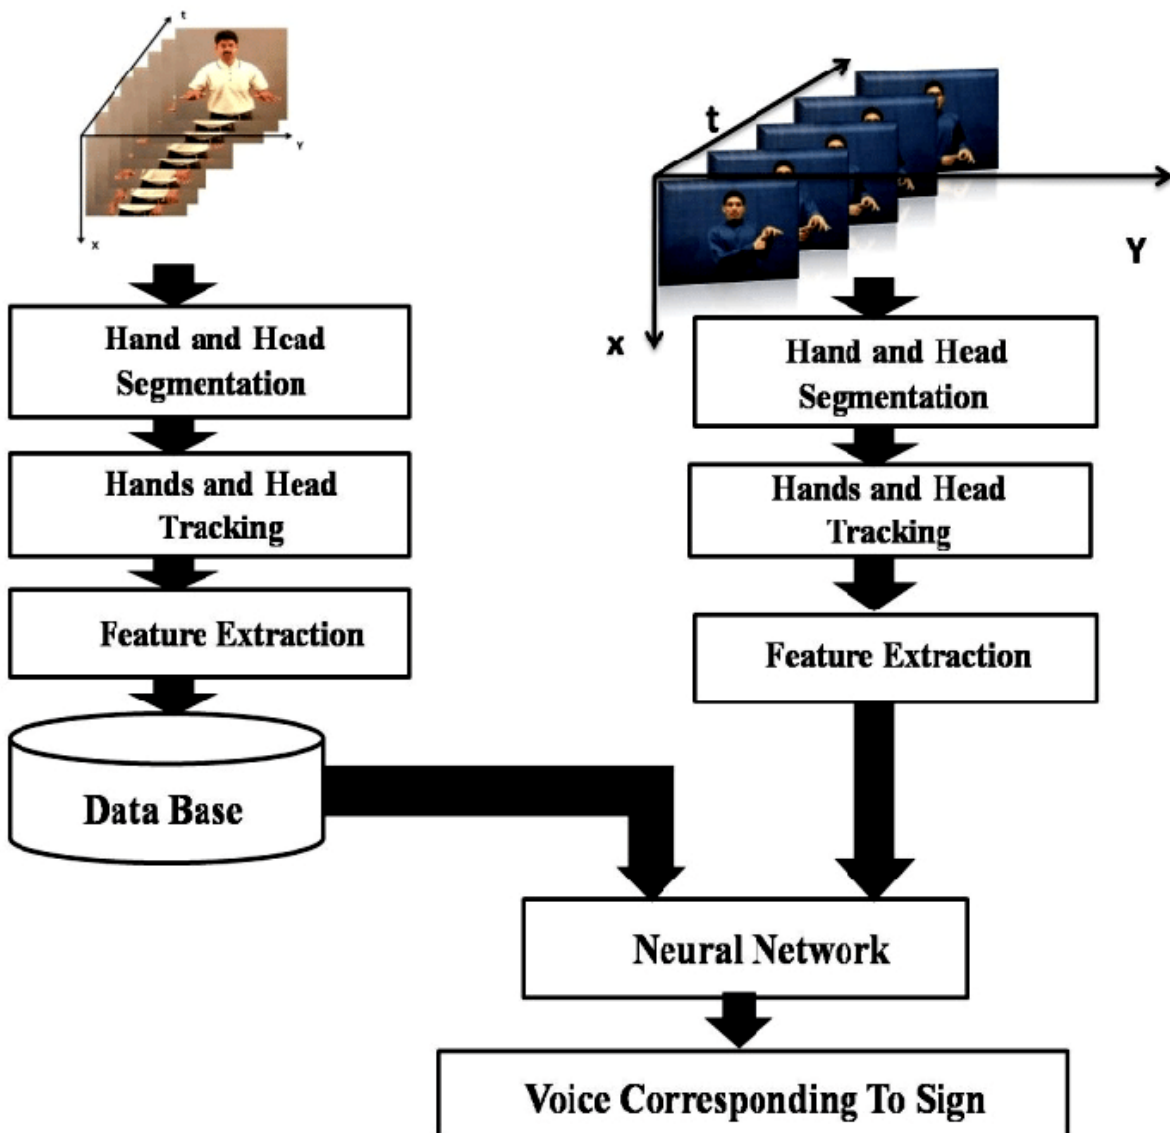 t
Y
X
Hand and Head
Segmentation
Hands and Head
Tracking
Feature Extraction
Data Base
t
Y
x
Hand and Head
Segmentation
Hands and Head
Tracking
Feature Extraction
Neural Network
Voice Corresponding To Sign